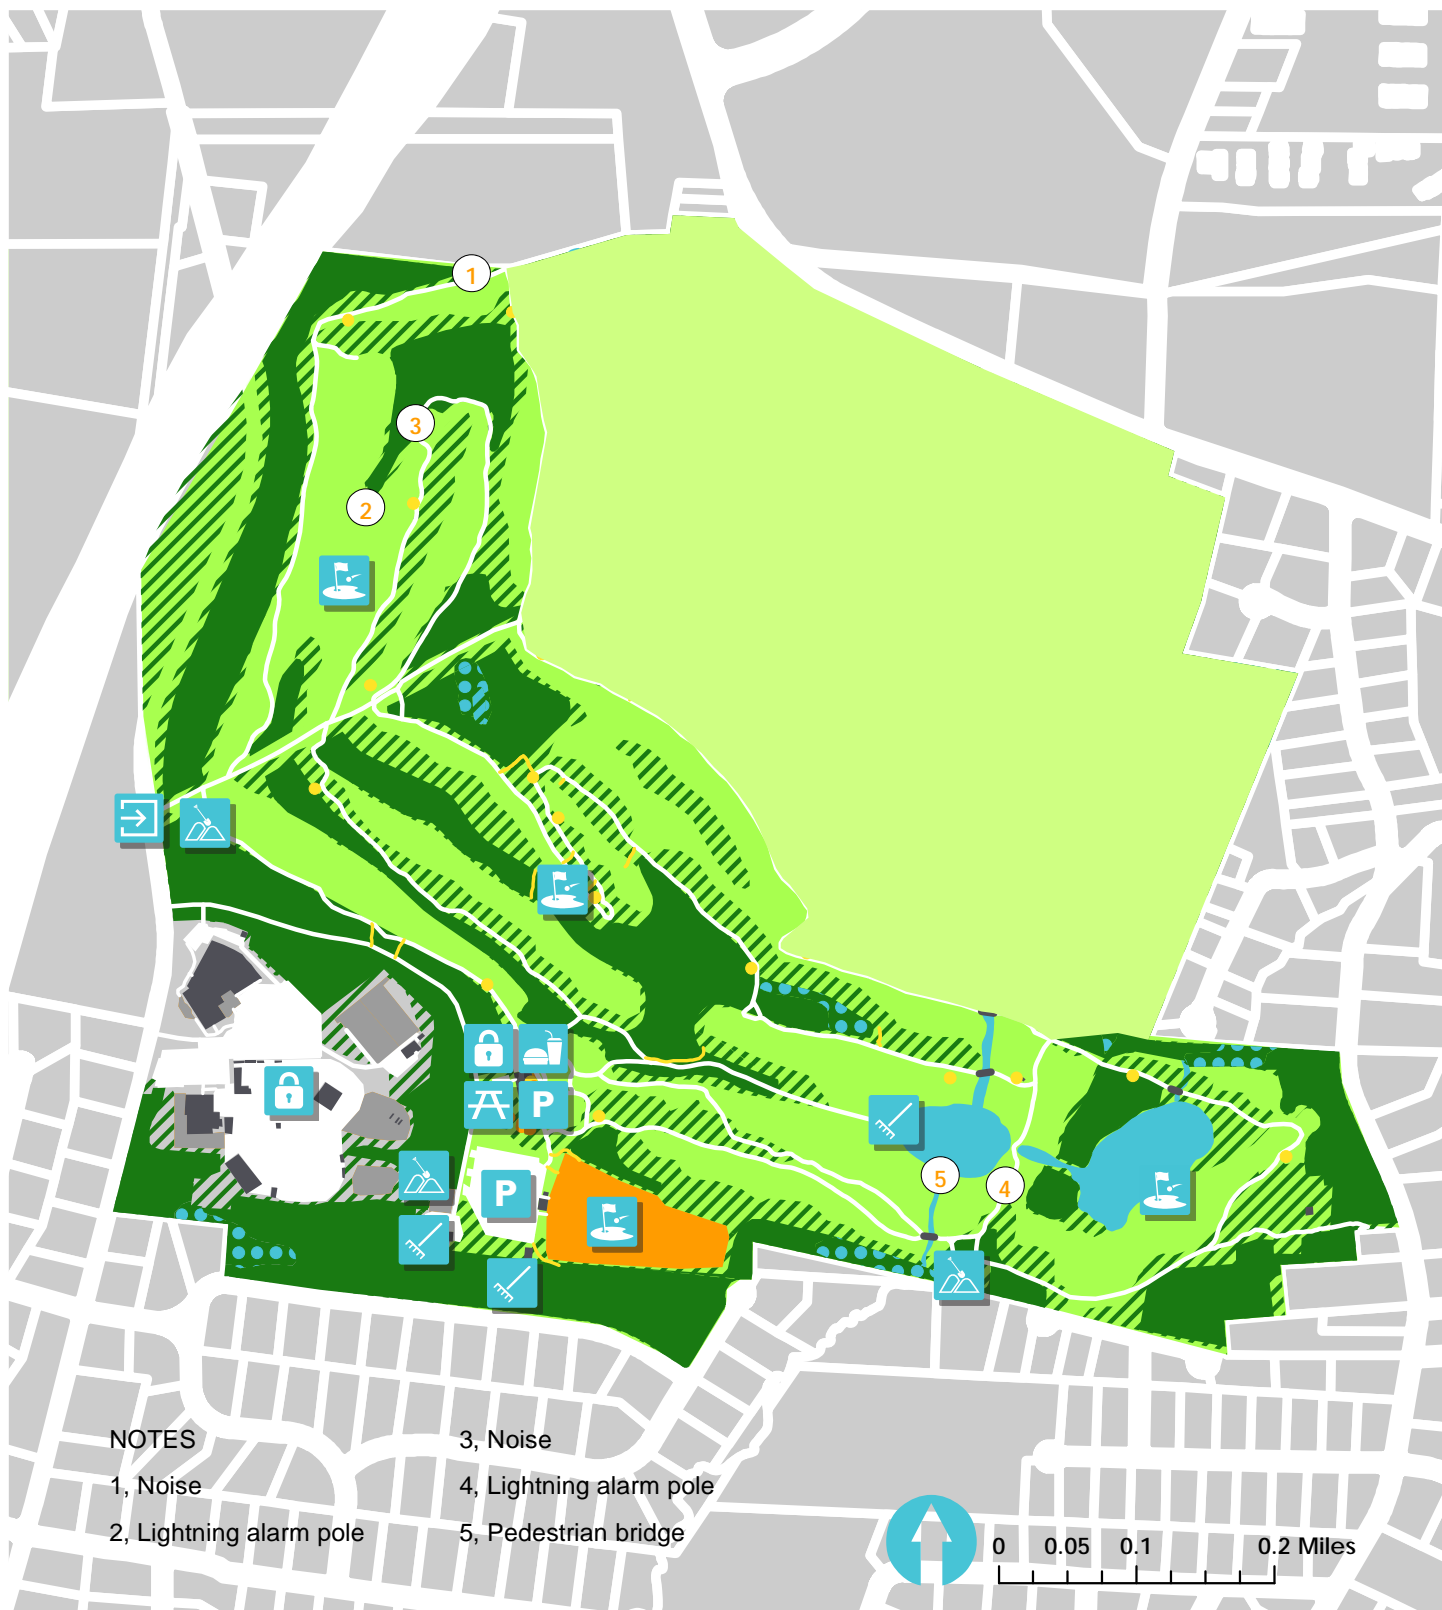 1
3
2
P
P
5
4
NOTES
1, Noise
2, Lightning alarm pole
3, Noise
4, Lightning alarm pole
5, Pedestrian bridge
0 0.05 0.1 0.2 Miles